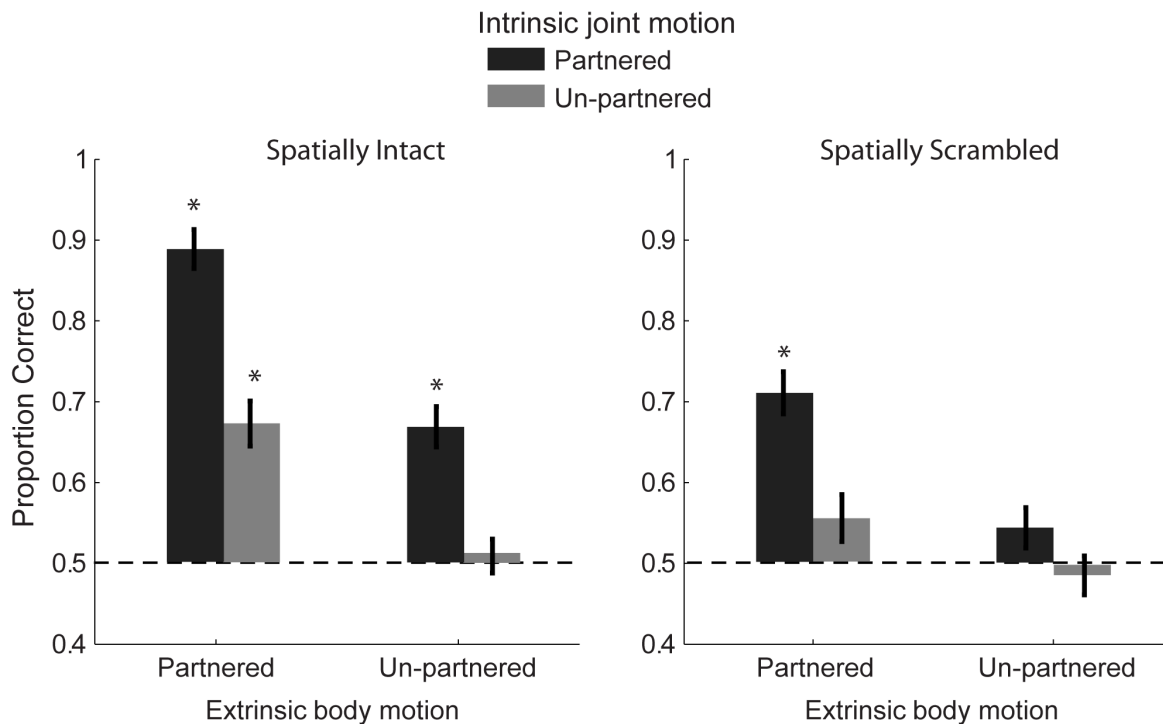 Intrinsic joint motion
Partnered
Un-partnered
Spatially Intact
Proportion Correct
1
0.9
0.8
0.7
0.6
0.5
0.4
*
*
*
Partnered
Un-partnered
Extrinsic body motion
Spatially Scrambled
1
0.9
0.8
0.7
0.6
0.5
0.4
*
Partnered
Un-partnered
Extrinsic body motion